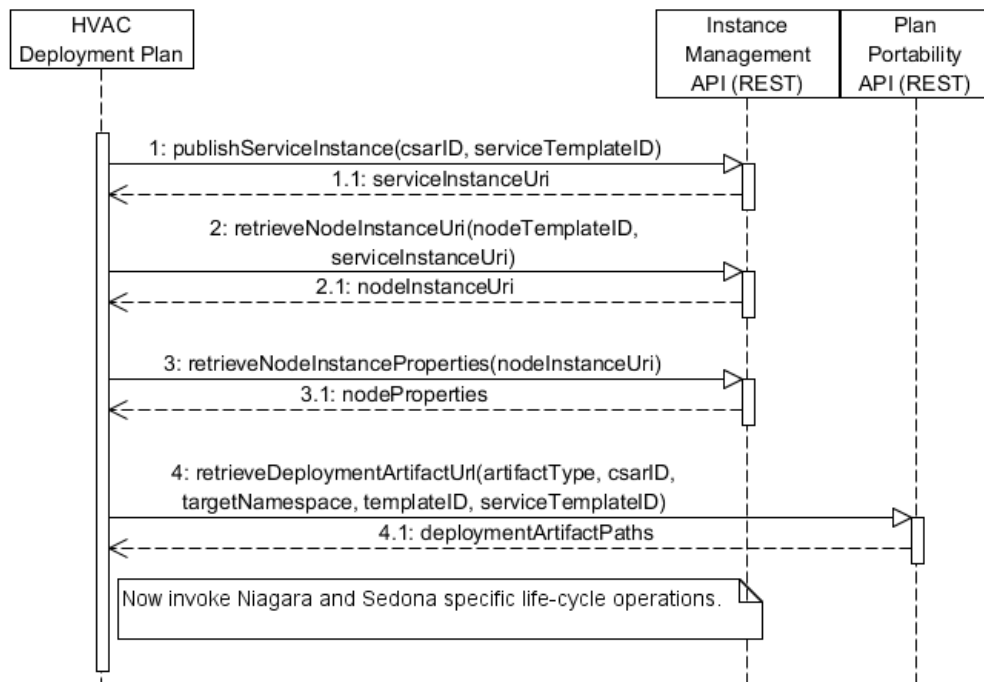 HVAC
Deployment Plan
Instance
Management
API (REST)
Plan
Portability
API (REST)
1: publishServiceInstance(csarID, serviceTemplateID)
1.1: serviceInstanceUri
2: retrieveNodeInstanceUri(nodeTemplateID,
serviceInstanceUri)
2.1: nodeInstanceUri
3: retrieveNodeInstanceProperties(nodeInstanceUri)
3.1: nodeProperties
4: retrieveDeploymentArtifactUrl(artifactType, csarID,
targetNamespace, templateID, serviceTemplateID)
4.1: deploymentArtifactPaths
Now invoke Niagara and Sedona specific life-cycle operations.